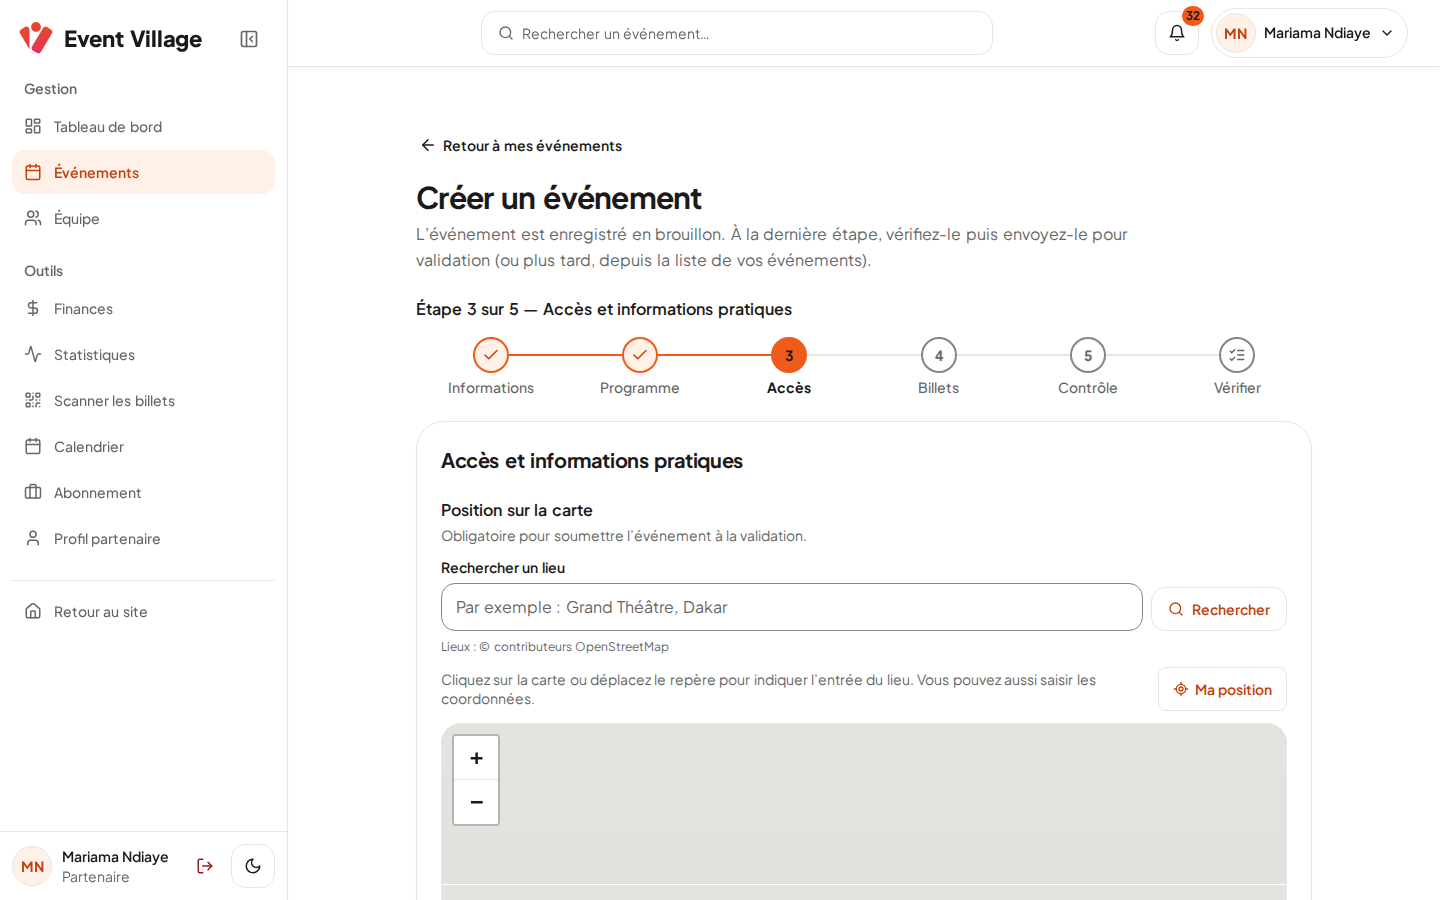 Event Village
Gestion
Tableau de bord
Événements
Équipe
Outils
Finances
Statistiques
Scanner les billets
Calendrier
Abonnement
Profil partenaire
Retour au site
MN
Mariama Ndiaye
Partenaire
Rechercher un événement…
32
MN
Mariama Ndiaye
Retour à mes événements
Créer un événement
L’événement est enregistré en brouillon. À la dernière étape, vérifiez-le puis envoyez-le pour
validation (ou plus tard, depuis la liste de vos événements).
Étape 3 sur 5 — Accès et informations pratiques
3
4
5
Informations
Programme
Accès
Billets
Contrôle
Vérifier
Accès et informations pratiques
Position sur la carte
Obligatoire pour soumettre l’événement à la validation.
Rechercher un lieu
Par exemple : Grand Théâtre, Dakar
Rechercher
Lieux : © contributeurs OpenStreetMap
Cliquez sur la carte ou déplacez le repère pour indiquer l’entrée du lieu. Vous pouvez aussi saisir les
coordonnées.
Ma position
+
−